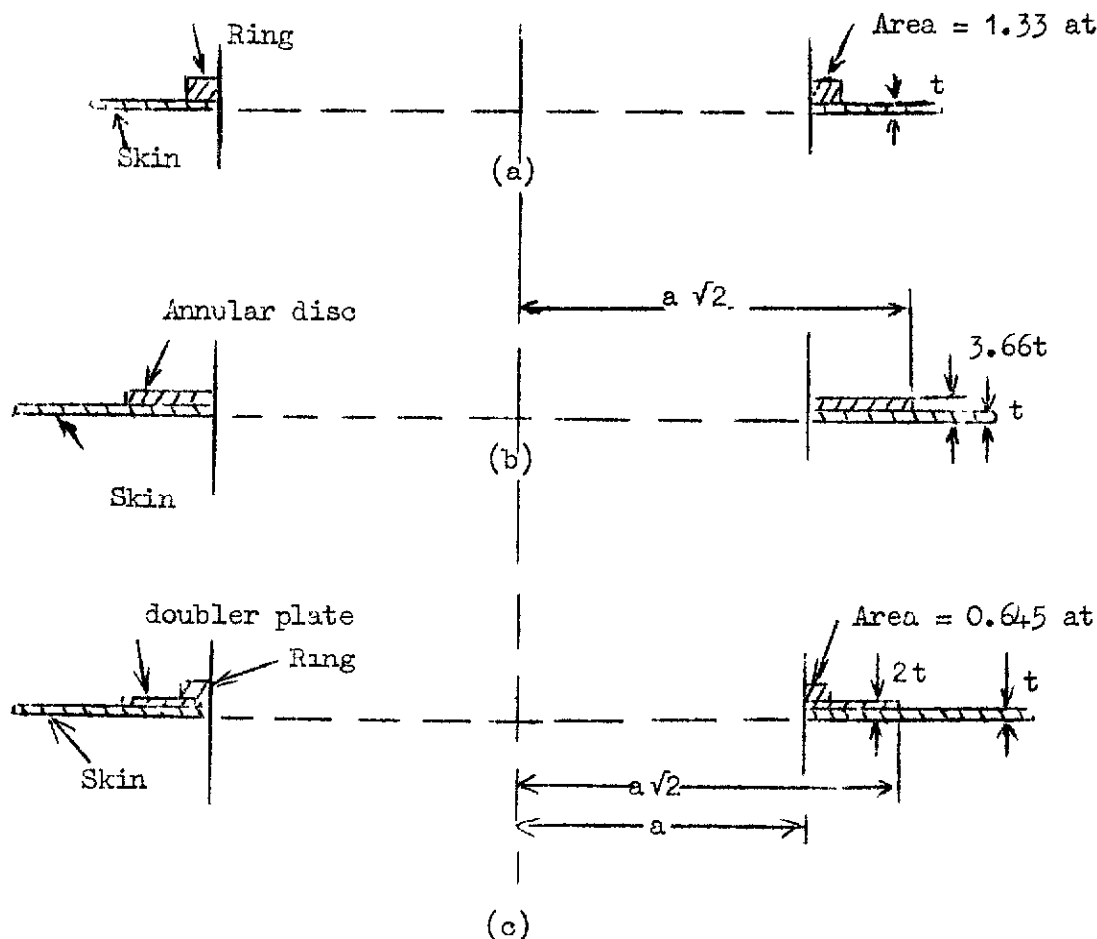 Ring
Area = 1.33 at
t
Skin
(a)
a √2
Annular disc
3.66t
t
(b)
Skin
doubler plate
Area = 0.645 at
Ring
2t
t
Skin
a √2
a
(c)